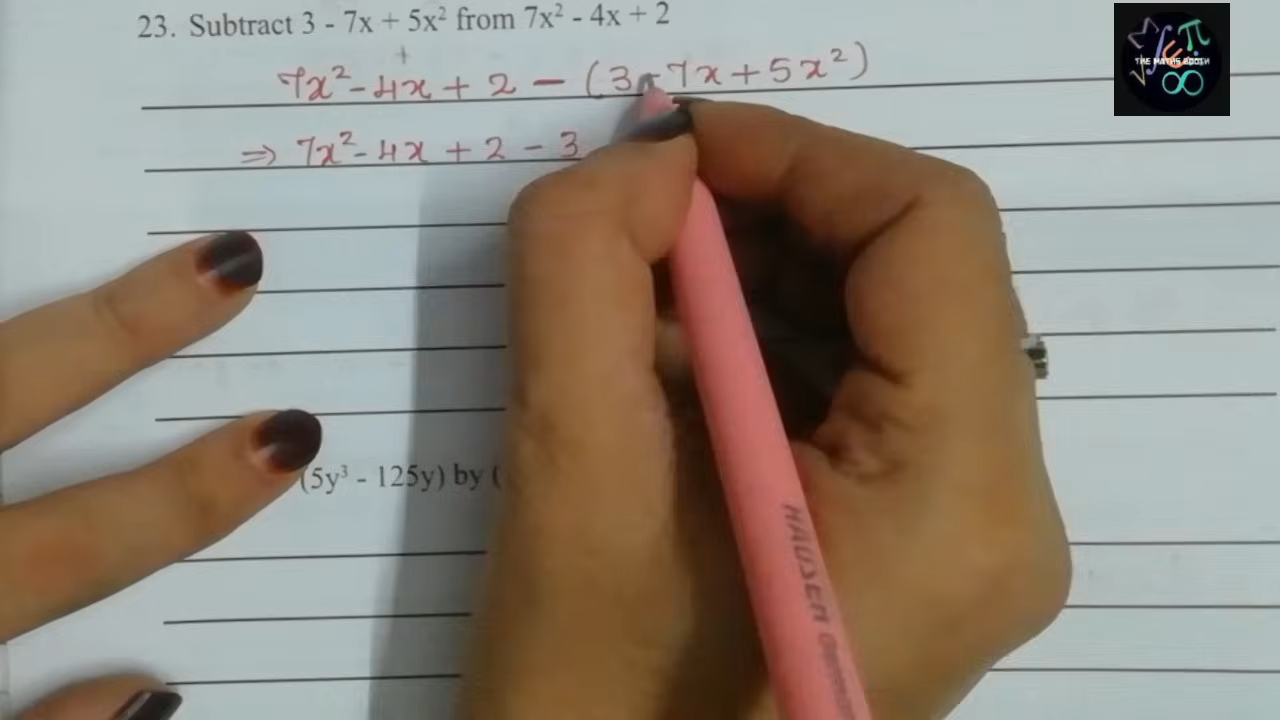 23. Subtract 3 - 7x + 5x² from 7x² - 4x + 2
+
7x² - 4x + 2 - (3 - 7x + 5x²)
⇒ 7x² - 4x + 2 - 3
(5y³ - 125y) by (
THE MATHS BOOTH
HAUSER